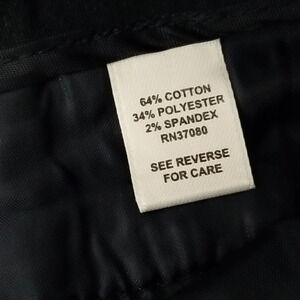 64% COTTON
34% POLYESTER
2% SPANDEX
RN37080
SEE REVERSE
FOR CARE